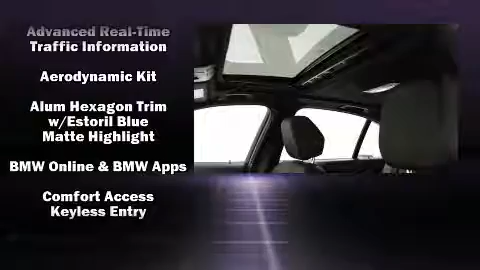 Advanced Real-Time
Traffic Information
Aerodynamic Kit
Alum Hexagon Trim
w/Estoril Blue
Matte Highlight
BMW Online & BMW Apps
Comfort Access
Keyless Entry